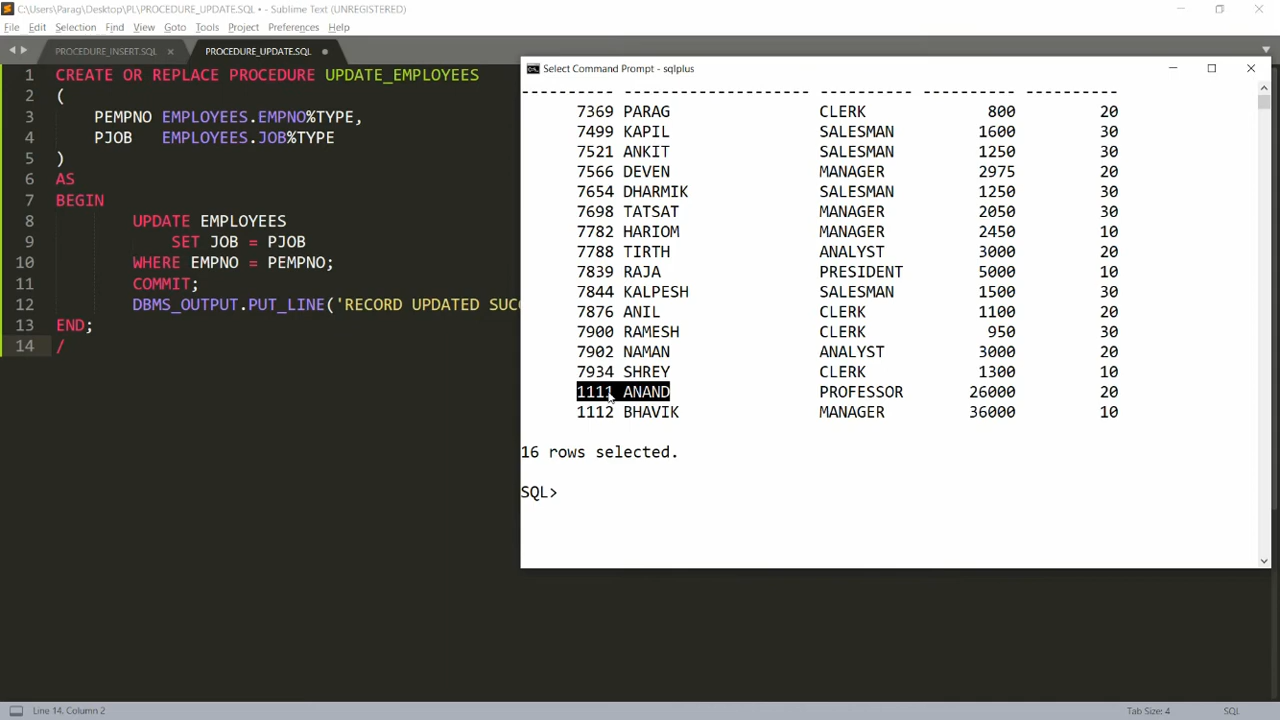 C:\Users\Parag\Desktop\PL\PROCEDURE_UPDATE.SQL • - Sublime Text (UNREGISTERED)
File Edit Selection Find View Goto Tools Project Preferences Help
PROCEDURE_INSERT.SQL × PROCEDURE_UPDATE.SQL
1 CREATE OR REPLACE PROCEDURE UPDATE_EMPLOYEES
2 (
3 PEMPNO EMPLOYEES.EMPNO%TYPE,
4 PJOB EMPLOYEES.JOB%TYPE
5 )
6 AS
7 BEGIN
8 UPDATE EMPLOYEES
9 SET JOB = PJOB
10 WHERE EMPNO = PEMPNO;
11 COMMIT;
12 DBMS_OUTPUT.PUT_LINE('RECORD UPDATED SUC
13 END;
14 /
Select Command Prompt - sqlplus
---------- -------------------- ---------- ---------- ----------
7369 PARAG CLERK 800 20
7499 KAPIL SALESMAN 1600 30
7521 ANKIT SALESMAN 1250 30
7566 DEVEN MANAGER 2975 20
7654 DHARMIK SALESMAN 1250 30
7698 TATSAT MANAGER 2050 30
7782 HARIOM MANAGER 2450 10
7788 TIRTH ANALYST 3000 20
7839 RAJA PRESIDENT 5000 10
7844 KALPESH SALESMAN 1500 30
7876 ANIL CLERK 1100 20
7900 RAMESH CLERK 950 30
7902 NAMAN ANALYST 3000 20
7934 SHREY CLERK 1300 10
1111 ANAND PROFESSOR 26000 20
1112 BHAVIK MANAGER 36000 10
16 rows selected.
SQL>
Line 14, Column 2 Tab Size: 4 SQL